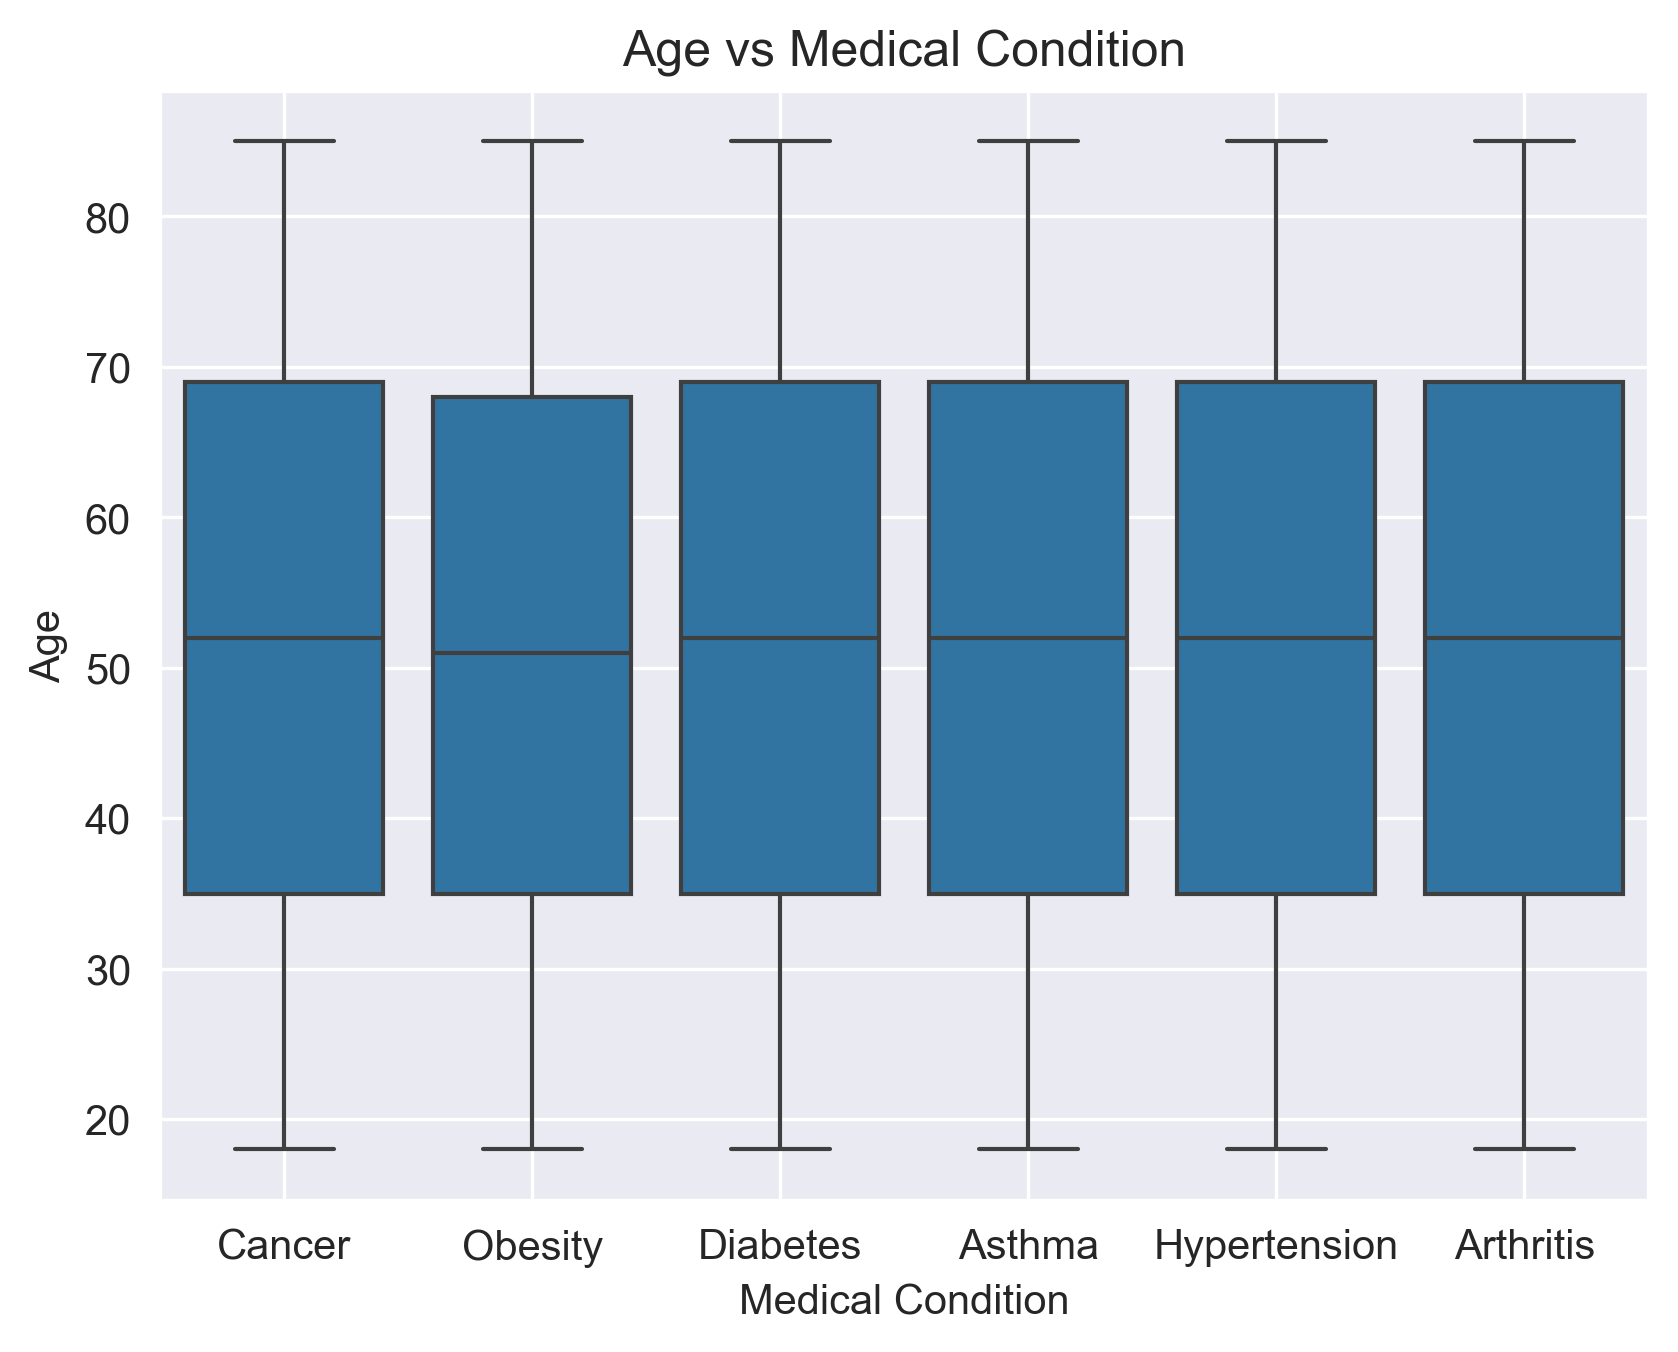 Age vs Medical Condition
80
70
60
50
40
30
20
Age
Cancer Obesity Diabetes Asthma Hypertension Arthritis
Medical Condition